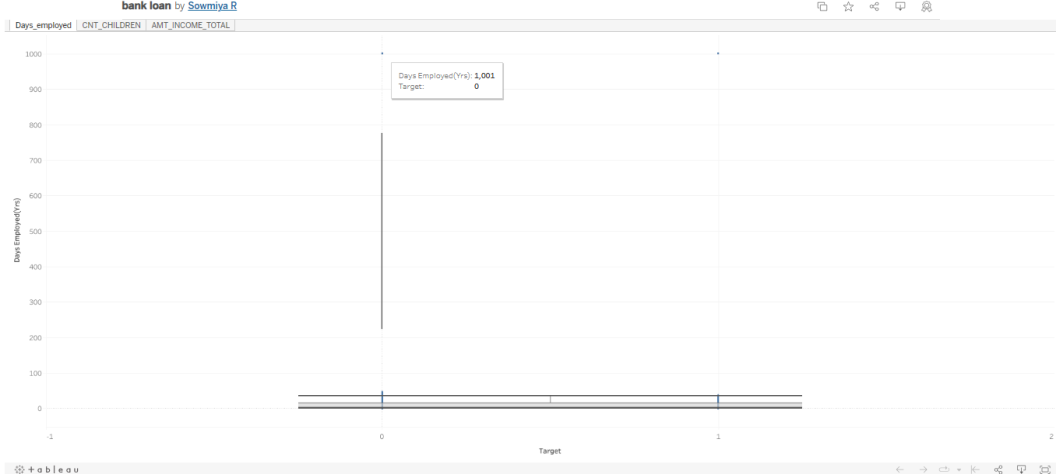 bank loan by Sowmiya R
Days_employed CNT_CHILDREN AMT_INCOME_TOTAL
1000
Days Employed(Yrs): 1,001
Target: 0
900
800
700
600
Days Employed(Yrs)
500
400
300
200
100
0
-1 0 1 2
Target
+ a b l e a u